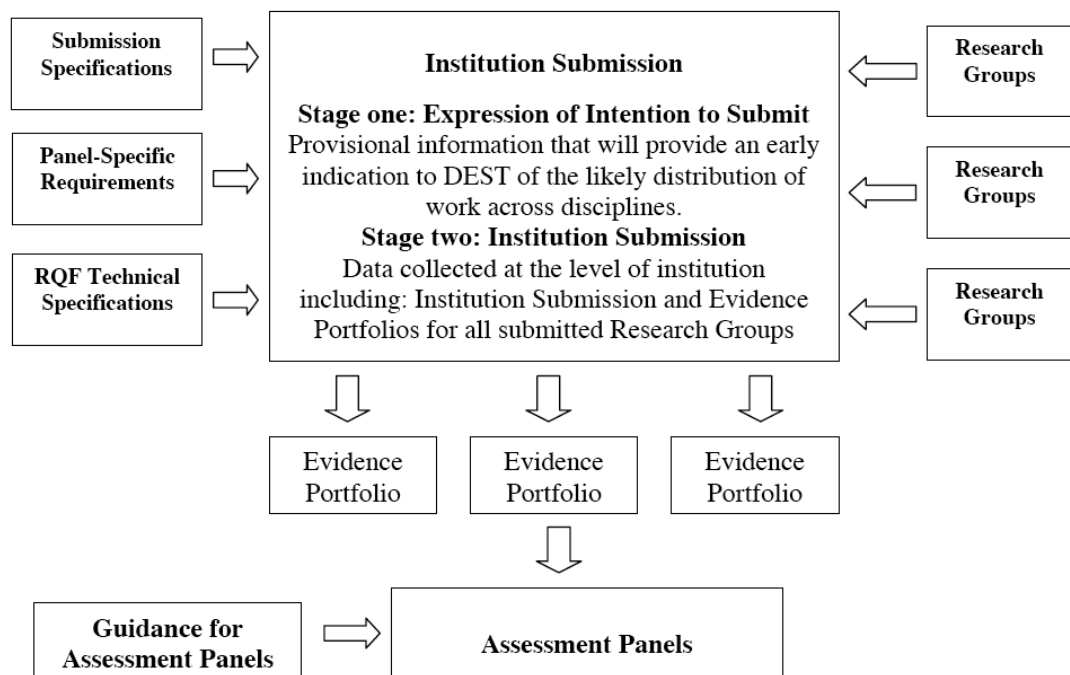 Submission
Specifications
Panel-Specific
Requirements
RQF Technical
Specifications
Institution Submission
Stage one: Expression of Intention to Submit
Provisional information that will provide an early
indication to DEST of the likely distribution of
work across disciplines.
Stage two: Institution Submission
Data collected at the level of institution
including: Institution Submission and Evidence
Portfolios for all submitted Research Groups
Research
Groups
Research
Groups
Research
Groups
Evidence
Portfolio
Evidence
Portfolio
Evidence
Portfolio
Guidance for
Assessment Panels
Assessment Panels